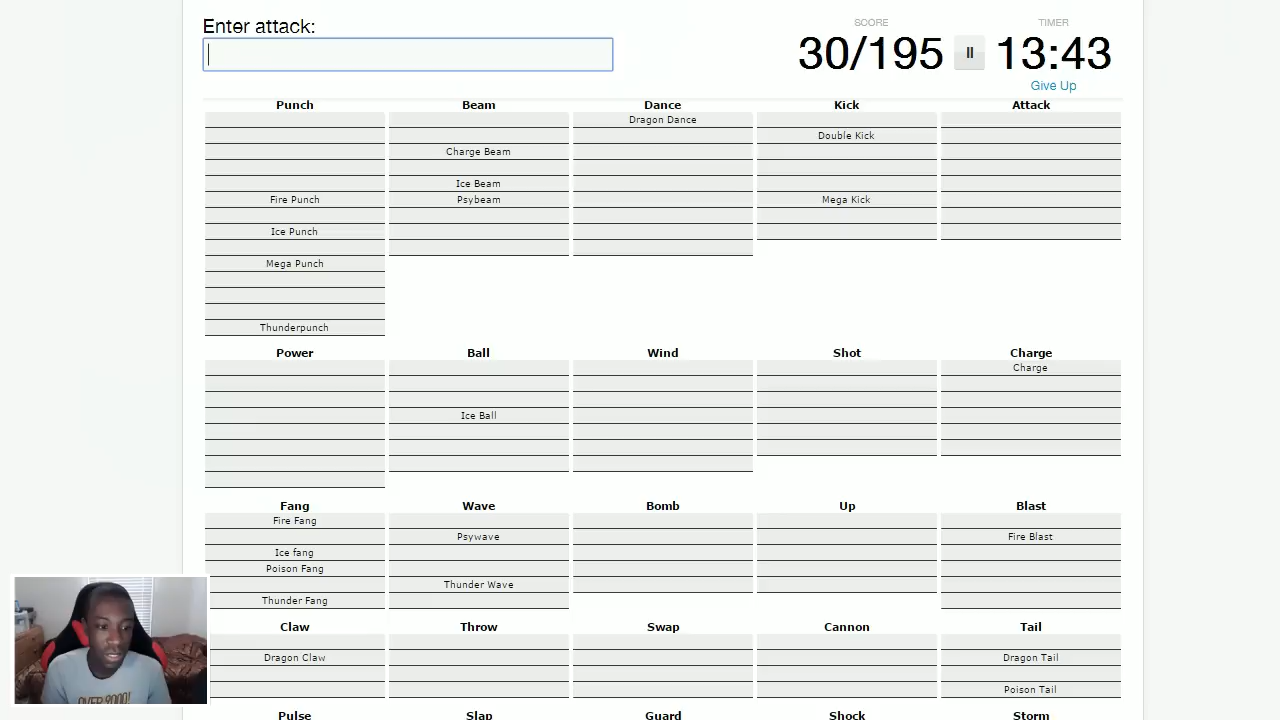 Enter attack:
SCORE
TIMER
30/195
13:43
Give Up
Punch Beam Dance Kick Attack
Dragon Dance
Double Kick
Charge Beam
Ice Beam
Fire Punch Psybeam Mega Kick
Ice Punch
Mega Punch
Thunderpunch
Power Ball Wind Shot Charge
Charge
Ice Ball
Fang Wave Bomb Up Blast
Fire Fang
Psywave Fire Blast
Ice fang
Poison Fang
Thunder Wave
Thunder Fang
Claw Throw Swap Cannon Tail
Dragon Claw Dragon Tail
Poison Tail
Pulse Slap Guard Shock Storm
OVER 9000!